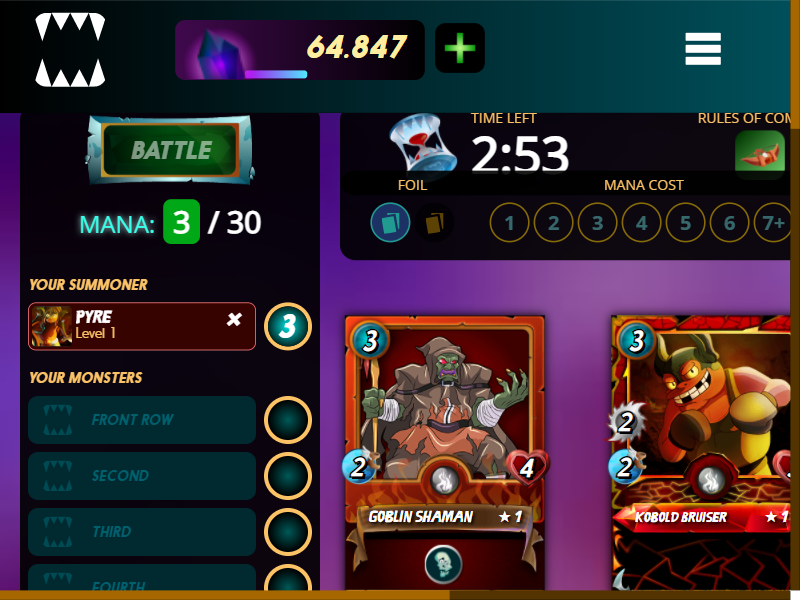 64.847
BATTLE
MANA: 3 / 30
YOUR SUMMONER
PYRE
Level 1
3
YOUR MONSTERS
FRONT ROW
SECOND
THIRD
FOURTH
TIME LEFT
2:53
RULES OF COM
FOIL
MANA COST
1 2 3 4 5 6 7+
3
2
4
GOBLIN SHAMAN ★ 1
3
2
2
KOBOLD BRUISER ★ 1